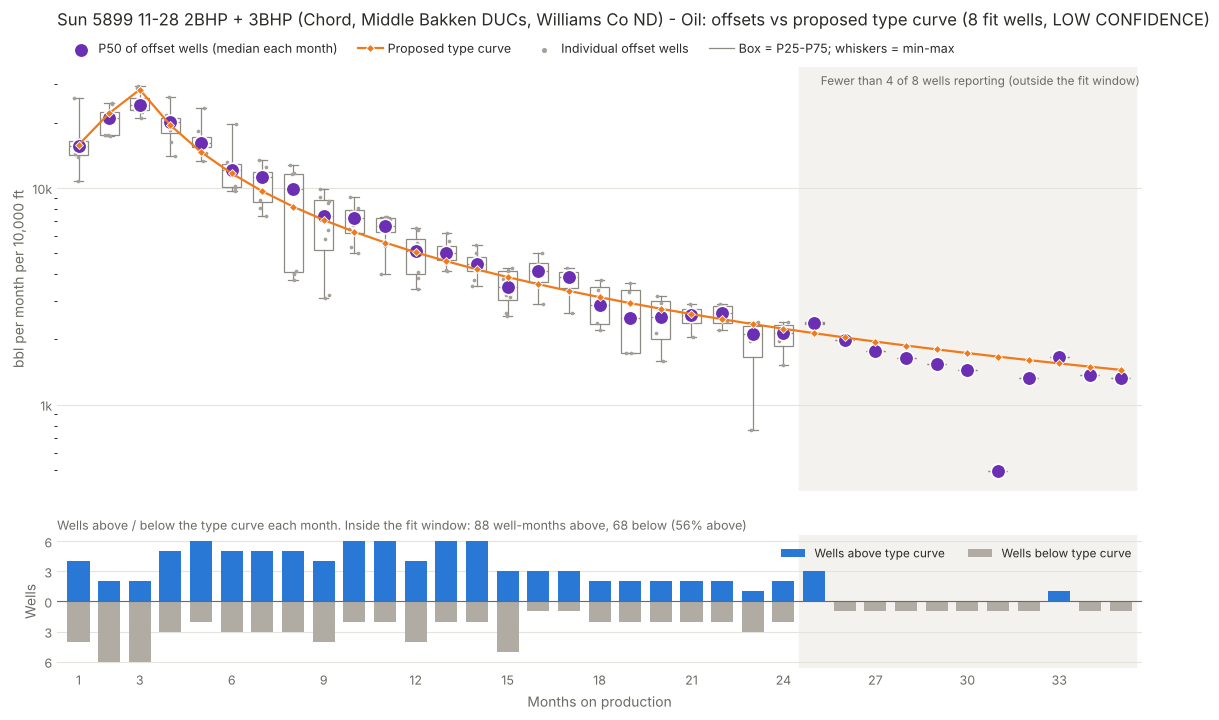 Sun 5899 11-28 2BHP + 3BHP (Chord, Middle Bakken DUCs, Williams Co ND) - Oil: offsets vs proposed type curve (8 fit wells, LOW CONFIDENCE)
P50 of offset wells (median each month)
Proposed type curve
Individual offset wells
Box = P25-P75; whiskers = min-max
Fewer than 4 of 8 wells reporting (outside the fit window)
bbl per month per 10,000 ft
10k
1k
Wells above / below the type curve each month. Inside the fit window: 88 well-months above, 68 below (56% above)
Wells above type curve
Wells below type curve
Wells
6
3
0
3
6
1
3
6
9
12
15
18
21
24
27
30
33
Months on production